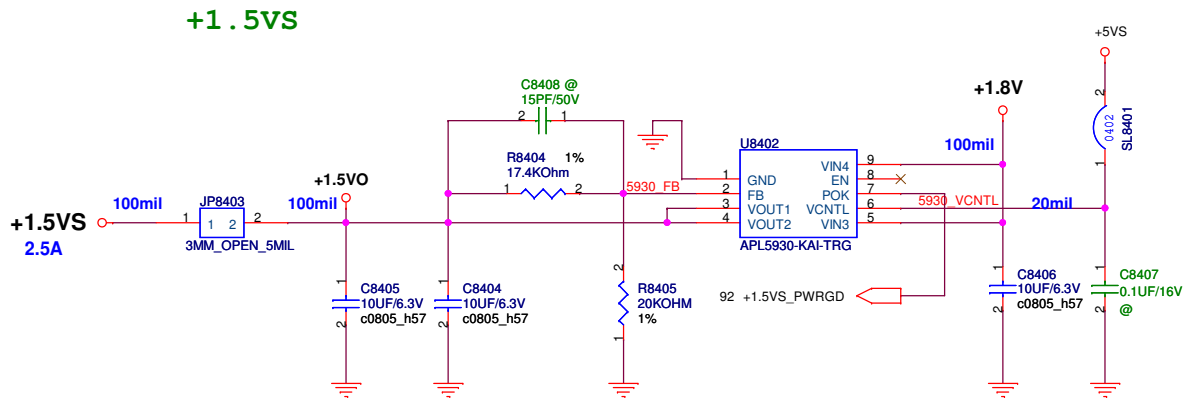 +1.5VS
+5VS
2
0402
SL8401
1
C8408 @
15PF/50V
2
1
+1.8V
100mil
U8402
R8404
1%
17.4KOhm
1
2
5930_FB
1
GND
2
FB
3
VOUT1
4
VOUT2
VIN4
9
EN
8
POK
7
VCNTL
6
VIN3
5
APL5930-KAI-TRG
5930_VCNTL
20mil
+1.5VO
+1.5VS
2.5A
100mil
JP8403
1
1
2
2
3MM_OPEN_5MIL
100mil
1
C8405
10UF/6.3V
c0805_h57
2
1
C8404
10UF/6.3V
c0805_h57
2
2
R8405
20KOHM
1%
1
92 +1.5VS_PWRGD
1
C8406
10UF/6.3V
c0805_h57
2
1
C8407
0.1UF/16V
@
2